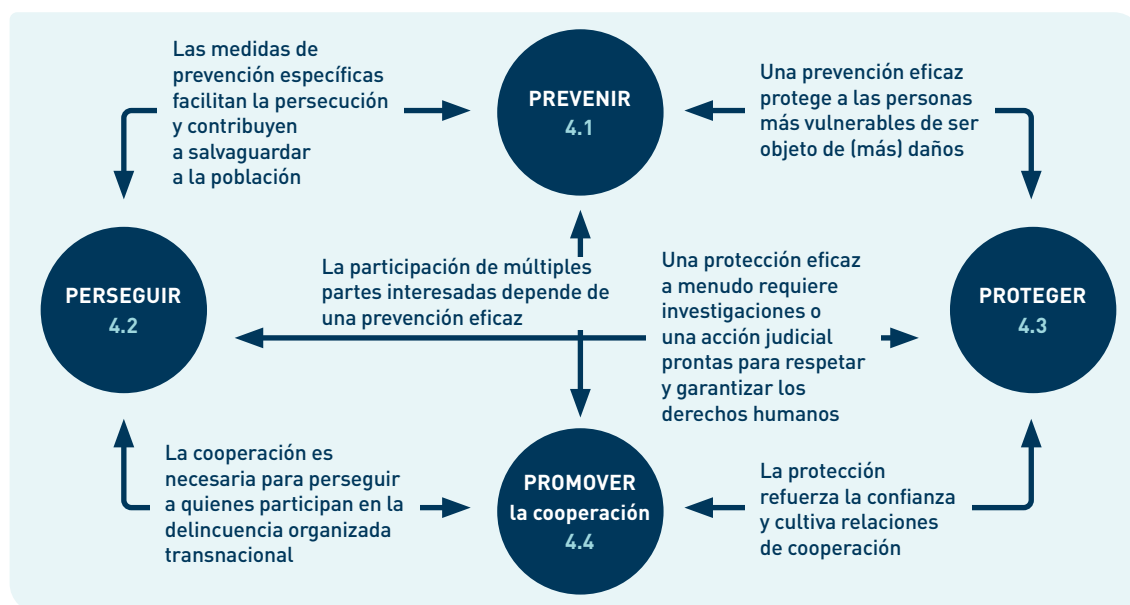 Las medidas de
prevención específicas
facilitan la persecución
y contribuyen
a salvaguardar
a la población
PREVENIR
4.1
Una prevención eficaz
protege a las personas
más vulnerables de ser
objeto de (más) daños
PERSEGUIR
4.2
La participación de múltiples
partes interesadas depende de
una prevención eficaz
Una protección eficaz
a menudo requiere
investigaciones o
una acción judicial
prontas para respetar
y garantizar los
derechos humanos
PROTEGER
4.3
La cooperación es
necesaria para perseguir
a quienes participan en la
delincuencia organizada
transnacional
PROMOVER
la cooperación
4.4
La protección
refuerza la confianza
y cultiva relaciones
de cooperación